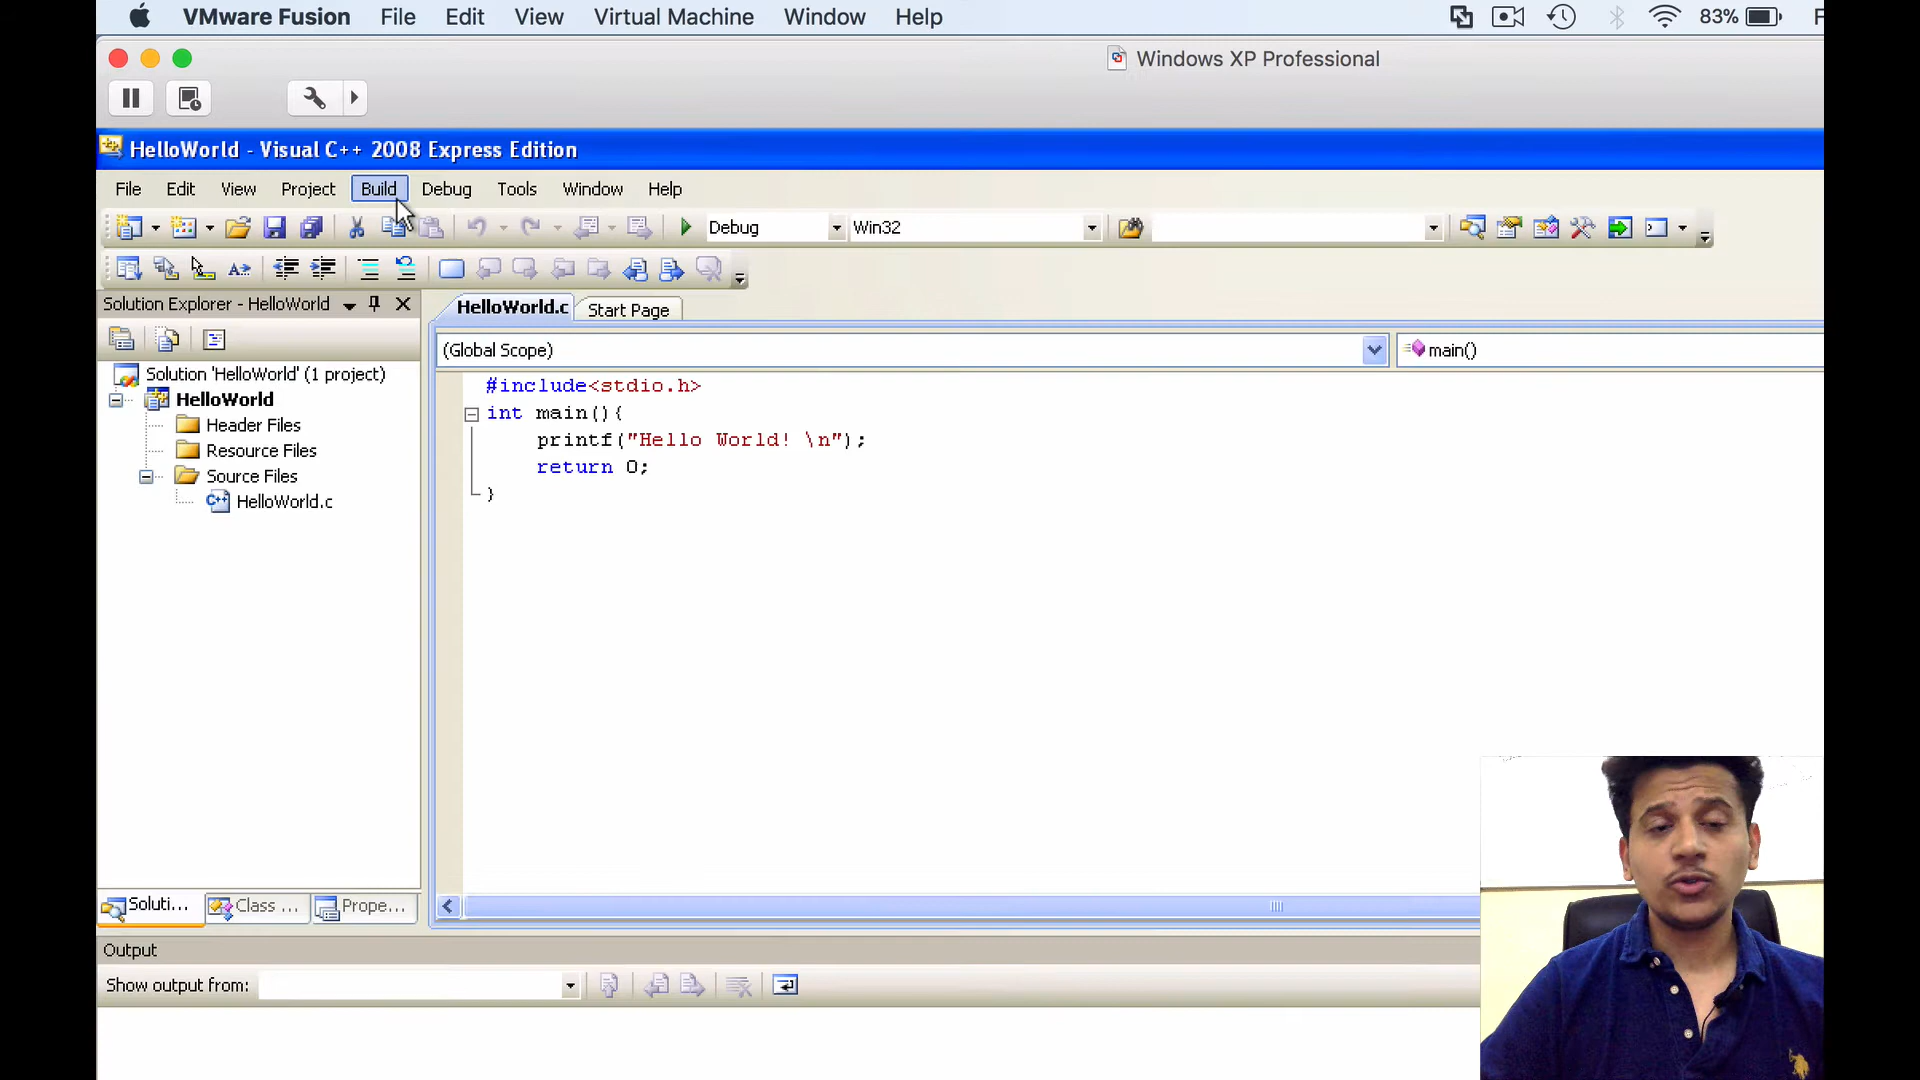 VMware Fusion File Edit View Virtual Machine Window Help 83% F
Windows XP Professional
HelloWorld - Visual C++ 2008 Express Edition
File Edit View Project Build Debug Tools Window Help
Debug Win32
Solution Explorer - HelloWorld
HelloWorld.c Start Page
(Global Scope) main()
Solution 'HelloWorld' (1 project)
HelloWorld
Header Files
Resource Files
Source Files
HelloWorld.c
#include<stdio.h>
int main(){
printf("Hello World! \n");
return 0;
}
Soluti... Class ... Prope...
Output
Show output from: